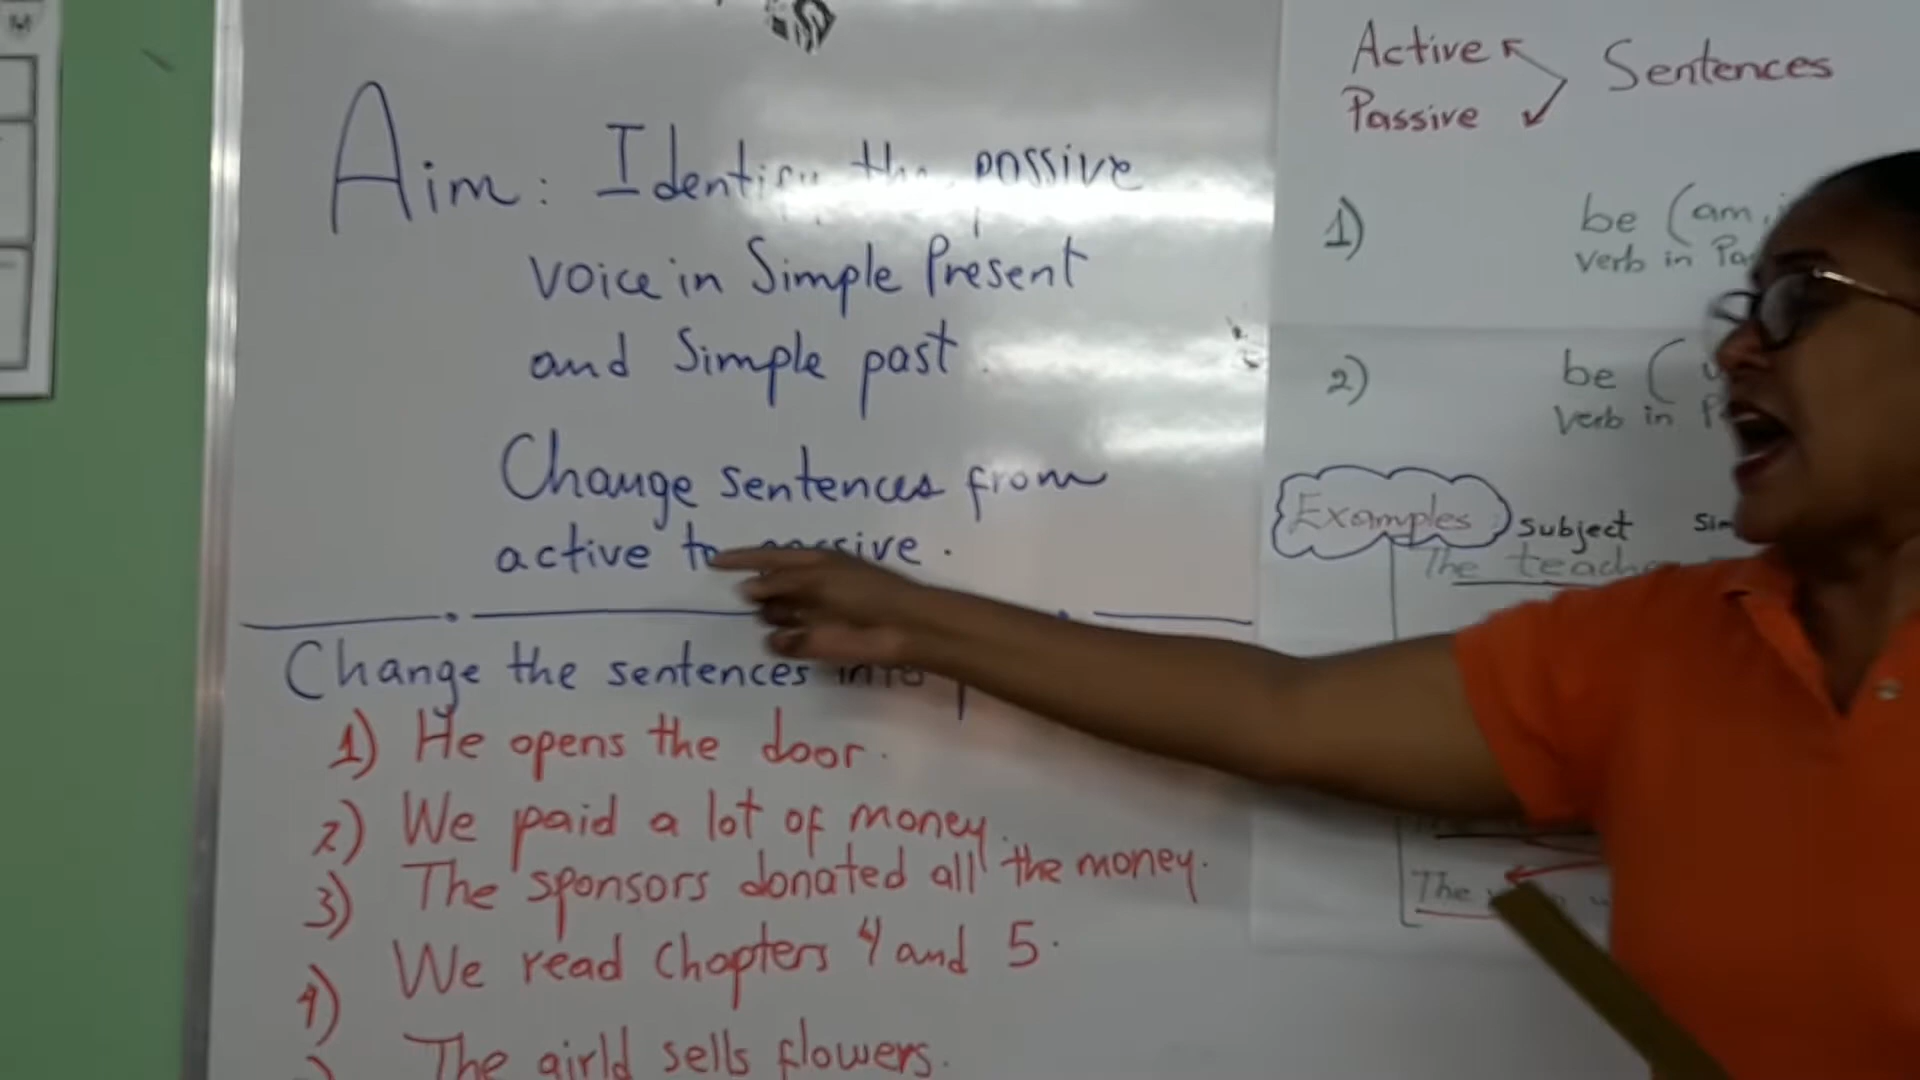 Aim: Identify the passive
voice in Simple Present
and Simple past.
Change sentences from
active to passive.
Change the sentences into
1) He opens the door.
2) We paid a lot of money.
3) The sponsors donated all the money.
4) We read Chapters 4 and 5.
The airld sells flowers.
Active
Passive
Sentences
1) be (am,
verb in
2) be (
verb in
Examples
Subject
The
The